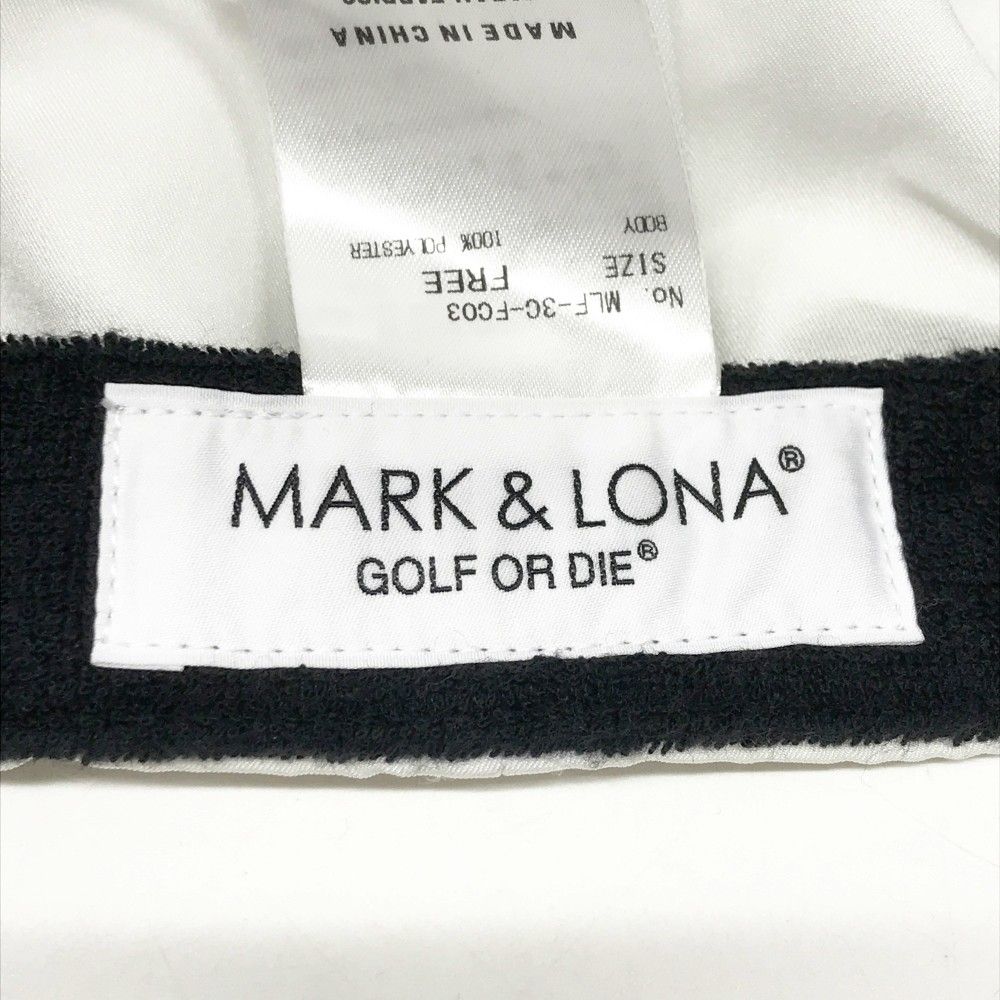 MARK & LONA®
GOLF OR DIE®
No. MLF-3C-FC03
SIZE FREE
BODY 100% POLYESTER
MADE IN CHINA